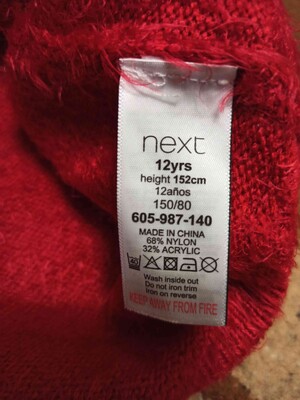 next
12yrs
height 152cm
12años
150/80
605-987-140
MADE IN CHINA
68% NYLON
32% ACRYLIC
40
Wash inside out
Do not iron trim
Iron on reverse
KEEP AWAY FROM FIRE